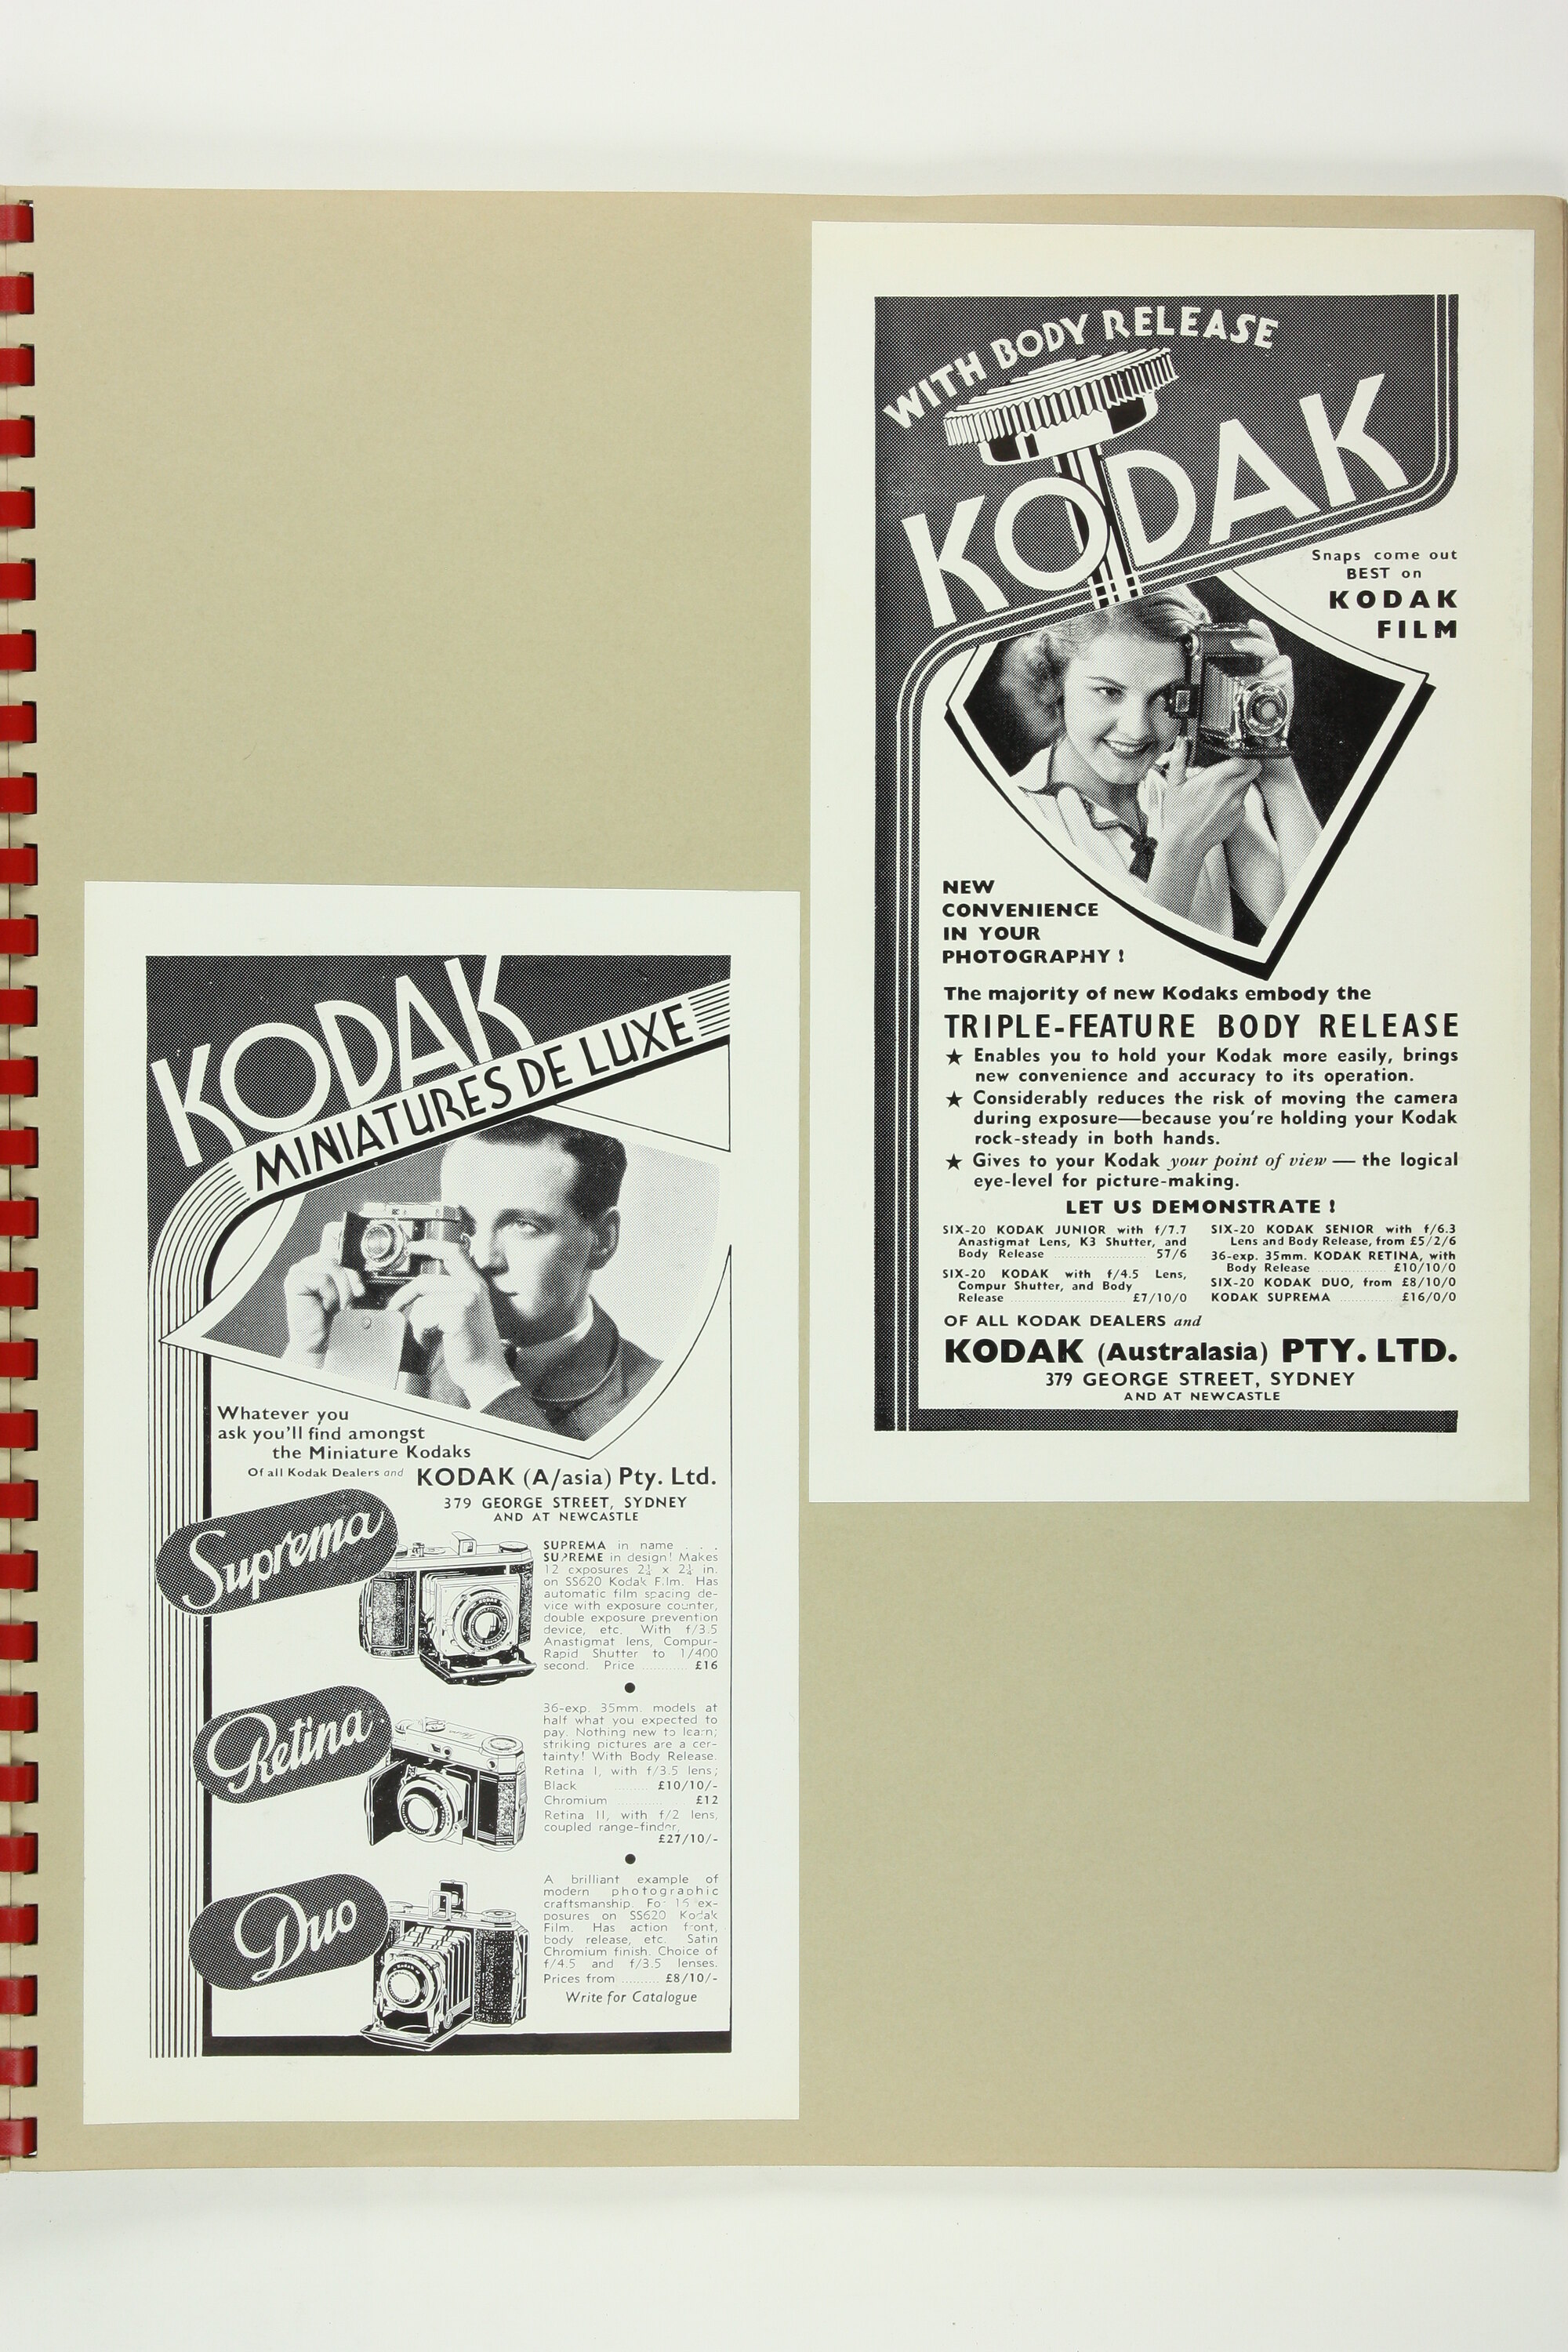 KODAK
MINIATURES DE LUXE
Whatever you
ask you'll find amongst
the Miniature Kodaks
Of all Kodak Dealers and KODAK (A/asia) Pty. Ltd.
379 GEORGE STREET, SYDNEY
AND AT NEWCASTLE
Suprema
SUPREMA in name . . .
SUPREME in design! Makes
12 exposures 2¼ x 2¼ in.
on SS620 Kodak Film. Has
automatic film spacing de-
vice with exposure counter,
double exposure prevention
device, etc. With f/3.5
Anastigmat lens, Compur-
Rapid Shutter to 1/400
second. Price ............ £16
Retina
36-exp. 35mm. models at
half what you expected to
pay. Nothing new to learn;
striking pictures are a cer-
tainty! With Body Release.
Retina I, with f/3.5 lens;
Black .......... £10/10/-
Chromium .............. £12
Retina II, with f/2 lens,
coupled range-finder,
£27/10/-
Duo
A brilliant example of
modern photographic
craftsmanship. For 16 ex-
posures on SS620 Kodak
Film. Has action front,
body release, etc. Satin
Chromium finish. Choice of
f/4.5 and f/3.5 lenses.
Prices from .......... £8/10/-
Write for Catalogue
WITH BODY RELEASE
KODAK
Snaps come out
BEST on
KODAK
FILM
NEW
CONVENIENCE
IN YOUR
PHOTOGRAPHY !
The majority of new Kodaks embody the
TRIPLE-FEATURE BODY RELEASE
★ Enables you to hold your Kodak more easily, brings
new convenience and accuracy to its operation.
★ Considerably reduces the risk of moving the camera
during exposure—because you're holding your Kodak
rock-steady in both hands.
★ Gives to your Kodak your point of view — the logical
eye-level for picture-making.
LET US DEMONSTRATE !
SIX-20 KODAK JUNIOR with f/7.7
Anastigmat Lens, K3 Shutter, and
Body Release .................... 57/6
SIX-20 KODAK with f/4.5 Lens,
Compur Shutter, and Body
Release .................... £7/10/0
SIX-20 KODAK SENIOR with f/6.3
Lens and Body Release, from £5/2/6
36-exp. 35mm. KODAK RETINA, with
Body Release ................ £10/10/0
SIX-20 KODAK DUO, from £8/10/0
KODAK SUPREMA .............. £16/0/0
OF ALL KODAK DEALERS and
KODAK (Australasia) PTY. LTD.
379 GEORGE STREET, SYDNEY
AND AT NEWCASTLE